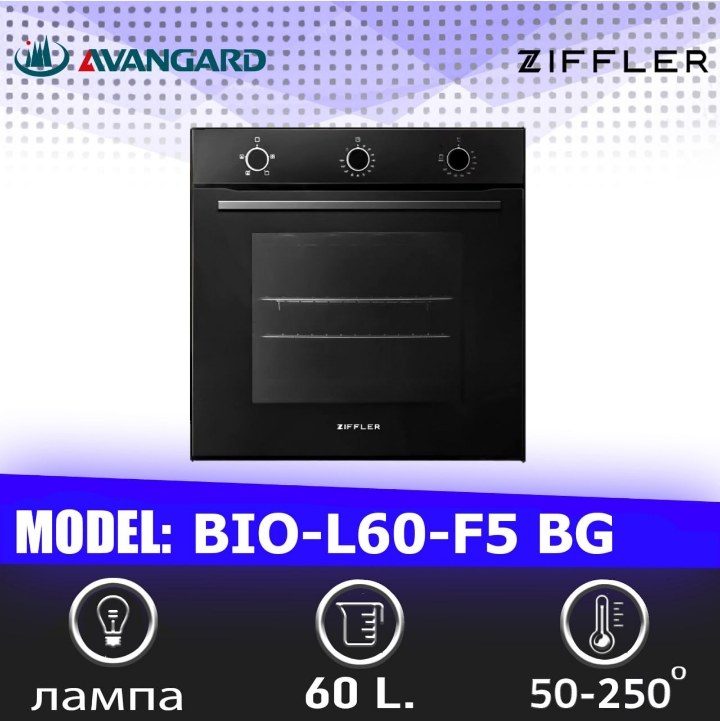 AVANGARD
ZIFFLER
ZIFFLER
MODEL: BIO-L60-F5 BG
лампа
60 L.
50-250°